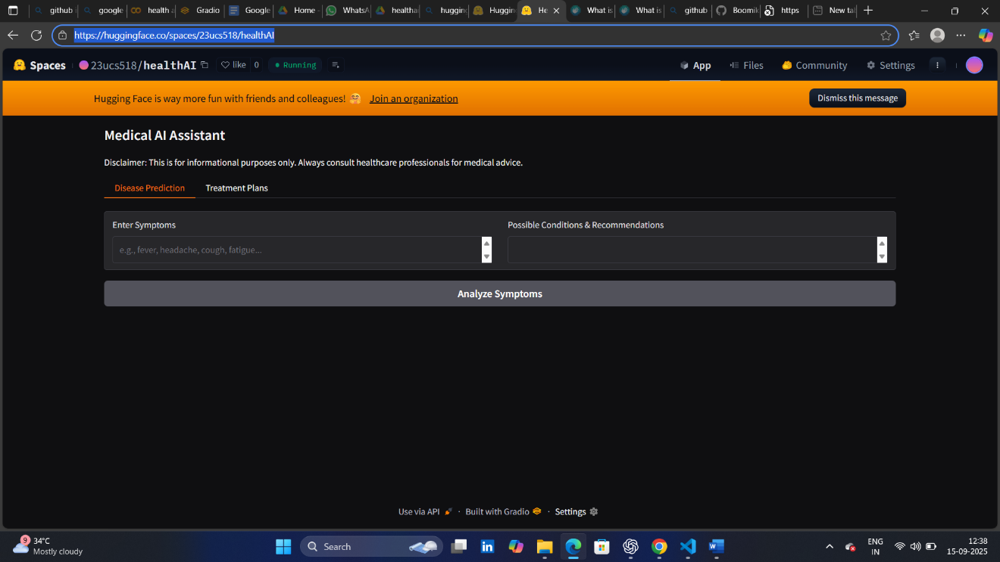 github i
google
health a
Gradio
Google
Home -
WhatsA
healtha
hugging
Hugging
He
What is
What is
github
Boomik
https
New tab
https://huggingface.co/spaces/23ucs518/healthAI
Spaces
23ucs518/healthAI
like 0
Running
App
Files
Community
Settings
Hugging Face is way more fun with friends and colleagues! 🤗 Join an organization
Dismiss this message
Medical AI Assistant
Disclaimer: This is for informational purposes only. Always consult healthcare professionals for medical advice.
Disease Prediction
Treatment Plans
Enter Symptoms
e.g., fever, headache, cough, fatigue...
Possible Conditions & Recommendations
Analyze Symptoms
Use via API · Built with Gradio · Settings
9
34°C
Mostly cloudy
Search
ENG
IN
12:38
15-09-2025